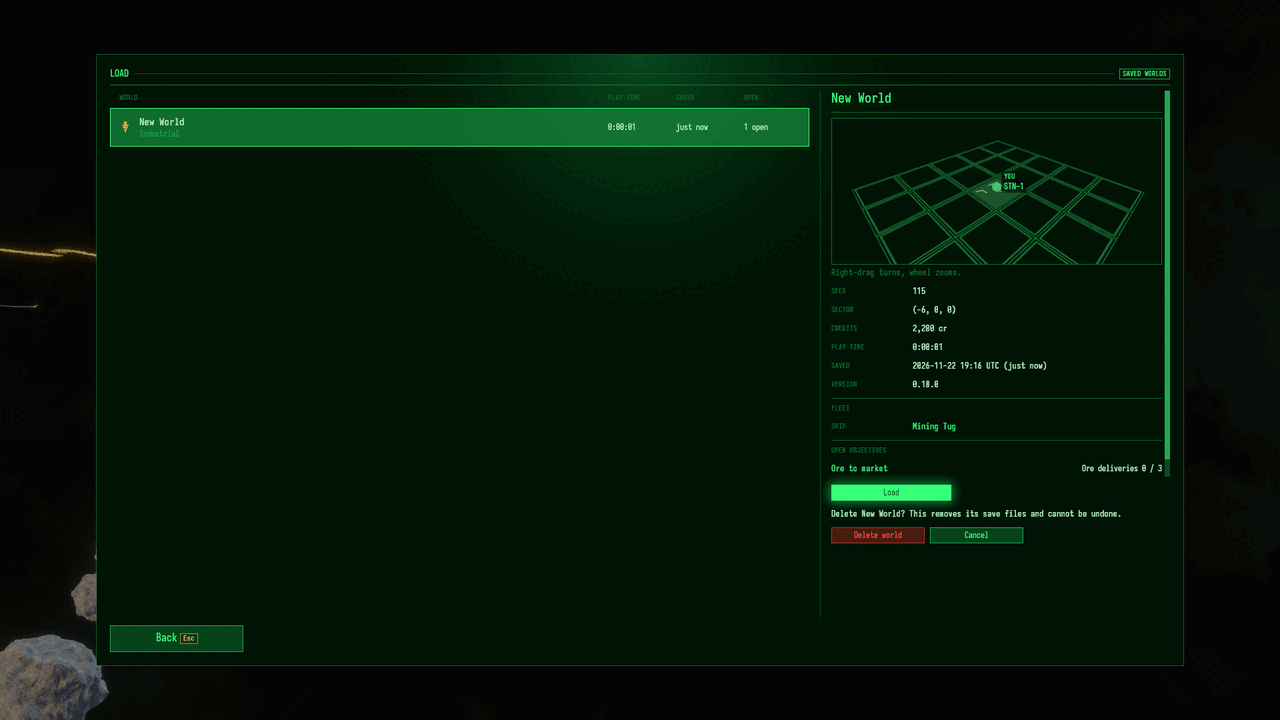 LOAD
SAVED WORLDS
WORLD PLAY TIME SAVED OPEN
New World
Industrial
0:00:01 just now 1 open
Back Esc
New World
YOU
STN-1
Right-drag turns, wheel zooms.
SEED 115
SECTOR (-6, 0, 0)
CREDITS 2,200 cr
PLAY TIME 0:00:01
SAVED 2026-11-22 19:16 UTC (just now)
VERSION 0.18.0
FLEET
SHIP Mining Tug
OPEN OBJECTIVES
Ore to market Ore deliveries 0 / 3
Load
Delete New World? This removes its save files and cannot be undone.
Delete world Cancel